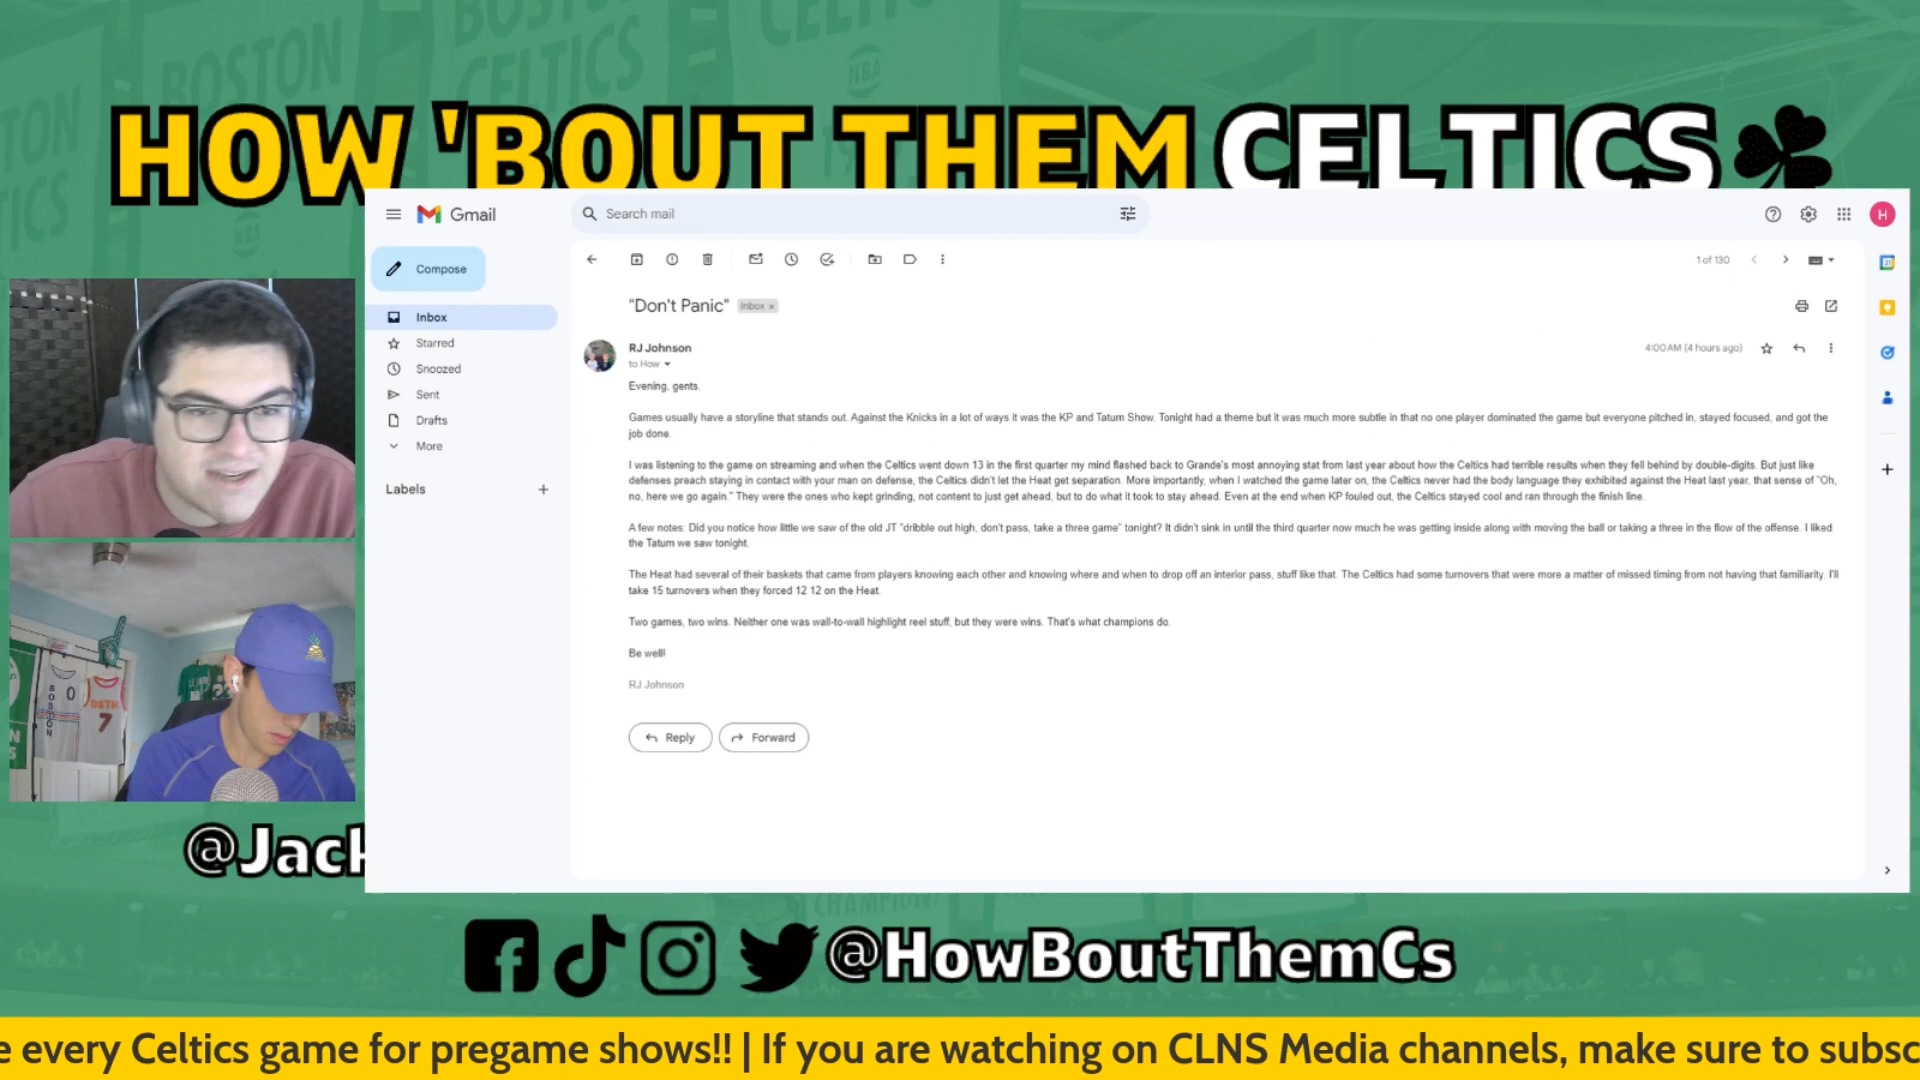 HOW 'BOUT THEM CELTICS
Gmail
Search mail
H
Compose
1 of 130
Inbox
Starred
Snoozed
Sent
Drafts
More
Labels
"Don't Panic"
Inbox x
RJ Johnson
4:00 AM (4 hours ago)
to How
Evening, gents.
Games usually have a storyline that stands out. Against the Knicks in a lot of ways it was the KP and Tatum Show. Tonight had a theme but it was much more subtle in that no one player dominated the game but everyone pitched in, stayed focused, and got the
job done.
I was listening to the game on streaming and when the Celtics went down 13 in the first quarter my mind flashed back to Grande's most annoying stat from last year about how the Celtics had terrible results when they fell behind by double-digits. But just like
defenses preach staying in contact with your man on defense, the Celtics didn't let the Heat get separation. More importantly, when I watched the game later on, the Celtics never had the body language they exhibited against the Heat last year, that sense of "Oh,
no, here we go again." They were the ones who kept grinding, not content to just get ahead, but to do what it took to stay ahead. Even at the end when KP fouled out, the Celtics stayed cool and ran through the finish line.
A few notes: Did you notice how little we saw of the old JT "dribble out high, don't pass, take a three game" tonight? It didn't sink in until the third quarter now much he was getting inside along with moving the ball or taking a three in the flow of the offense. I liked
the Tatum we saw tonight.
The Heat had several of their baskets that came from players knowing each other and knowing where and when to drop off an interior pass, stuff like that. The Celtics had some turnovers that were more a matter of missed timing from not having that familiarity. I'll
take 15 turnovers when they forced 12 12 on the Heat.
Two games, two wins. Neither one was wall-to-wall highlight reel stuff, but they were wins. That's what champions do.
Be well!
RJ Johnson
Reply
Forward
BOSTON
CELTICS
BOSTON
CELTICS
NBA
NBA
BOSTON
0
7
@Jack
CHAMPIONS
@HowBoutThemCs
e every Celtics game for pregame shows!! | If you are watching on CLNS Media channels, make sure to subsc